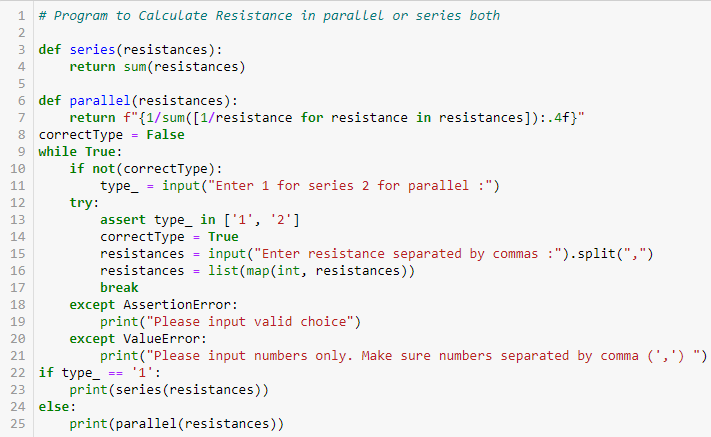 1 # Program to Calculate Resistance in parallel or series both
2
3 def series(resistances):
4     return sum(resistances)
5
6 def parallel(resistances):
7     return f"{1/sum([1/resistance for resistance in resistances]):.4f}"
8 correctType = False
9 while True:
10     if not(correctType):
11         type_ = input("Enter 1 for series 2 for parallel :")
12     try:
13         assert type_ in ['1', '2']
14         correctType = True
15         resistances = input("Enter resistance separated by commas :").split(",")
16         resistances = list(map(int, resistances))
17         break
18     except AssertionError:
19         print("Please input valid choice")
20     except ValueError:
21         print("Please input numbers only. Make sure numbers separated by comma (',') ")
22 if type_ == '1':
23     print(series(resistances))
24 else:
25     print(parallel(resistances))